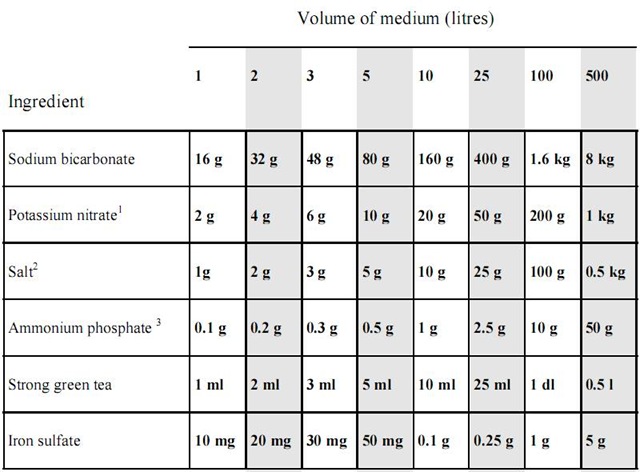 Volume of medium (litres)
1 2 3 5 10 25 100 500
Ingredient
Sodium bicarbonate 16 g 32 g 48 g 80 g 160 g 400 g 1.6 kg 8 kg
Potassium nitrate¹ 2 g 4 g 6 g 10 g 20 g 50 g 200 g 1 kg
Salt² 1g 2 g 3 g 5 g 10 g 25 g 100 g 0.5 kg
Ammonium phosphate ³ 0.1 g 0.2 g 0.3 g 0.5 g 1 g 2.5 g 10 g 50 g
Strong green tea 1 ml 2 ml 3 ml 5 ml 10 ml 25 ml 1 dl 0.5 l
Iron sulfate 10 mg 20 mg 30 mg 50 mg 0.1 g 0.25 g 1 g 5 g